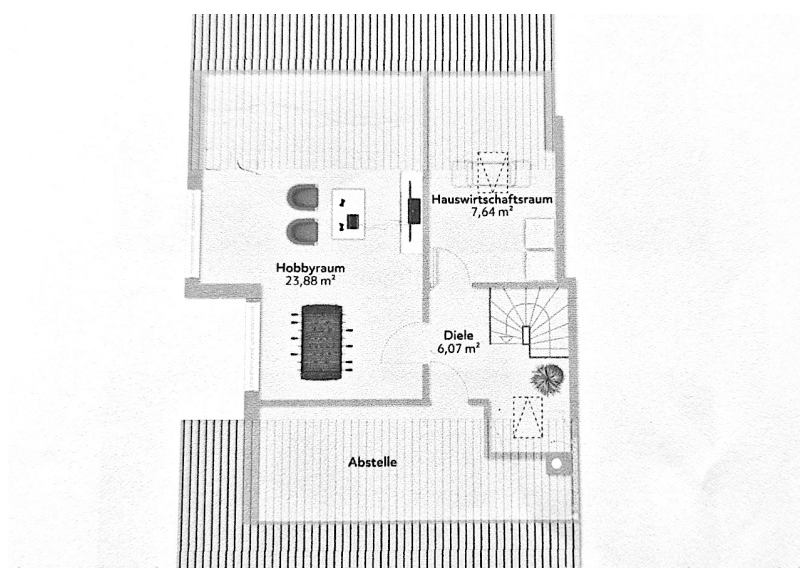 Hauswirtschaftsraum
7,64 m²
Hobbyraum
23,88 m²
Diele
6,07 m²
Abstelle